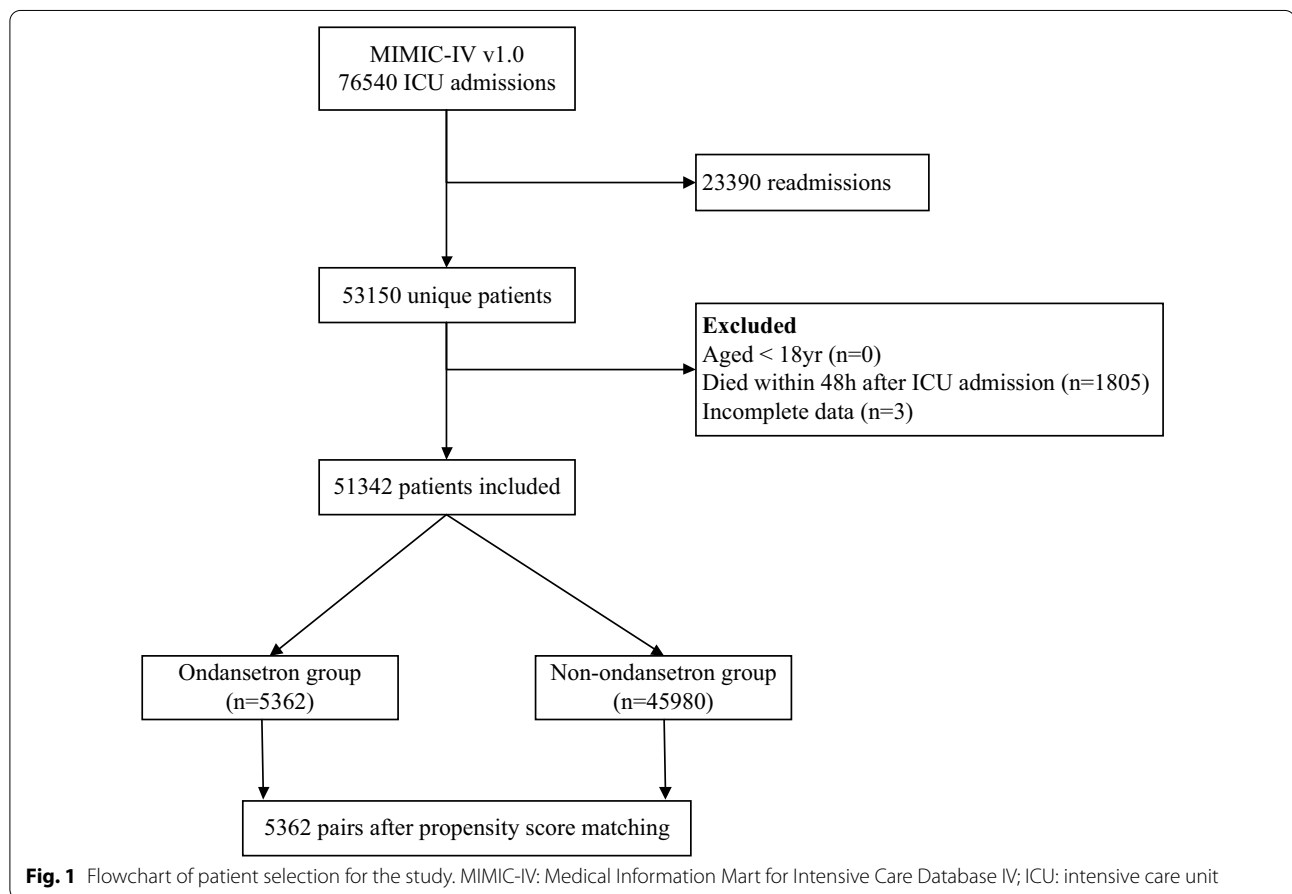 MIMIC-IV v1.0
76540 ICU admissions
23390 readmissions
53150 unique patients
Excluded
Aged < 18yr (n=0)
Died within 48h after ICU admission (n=1805)
Incomplete data (n=3)
51342 patients included
Ondansetron group
(n=5362)
Non-ondansetron group
(n=45980)
5362 pairs after propensity score matching
Fig. 1 Flowchart of patient selection for the study. MIMIC-IV: Medical Information Mart for Intensive Care Database IV; ICU: intensive care unit